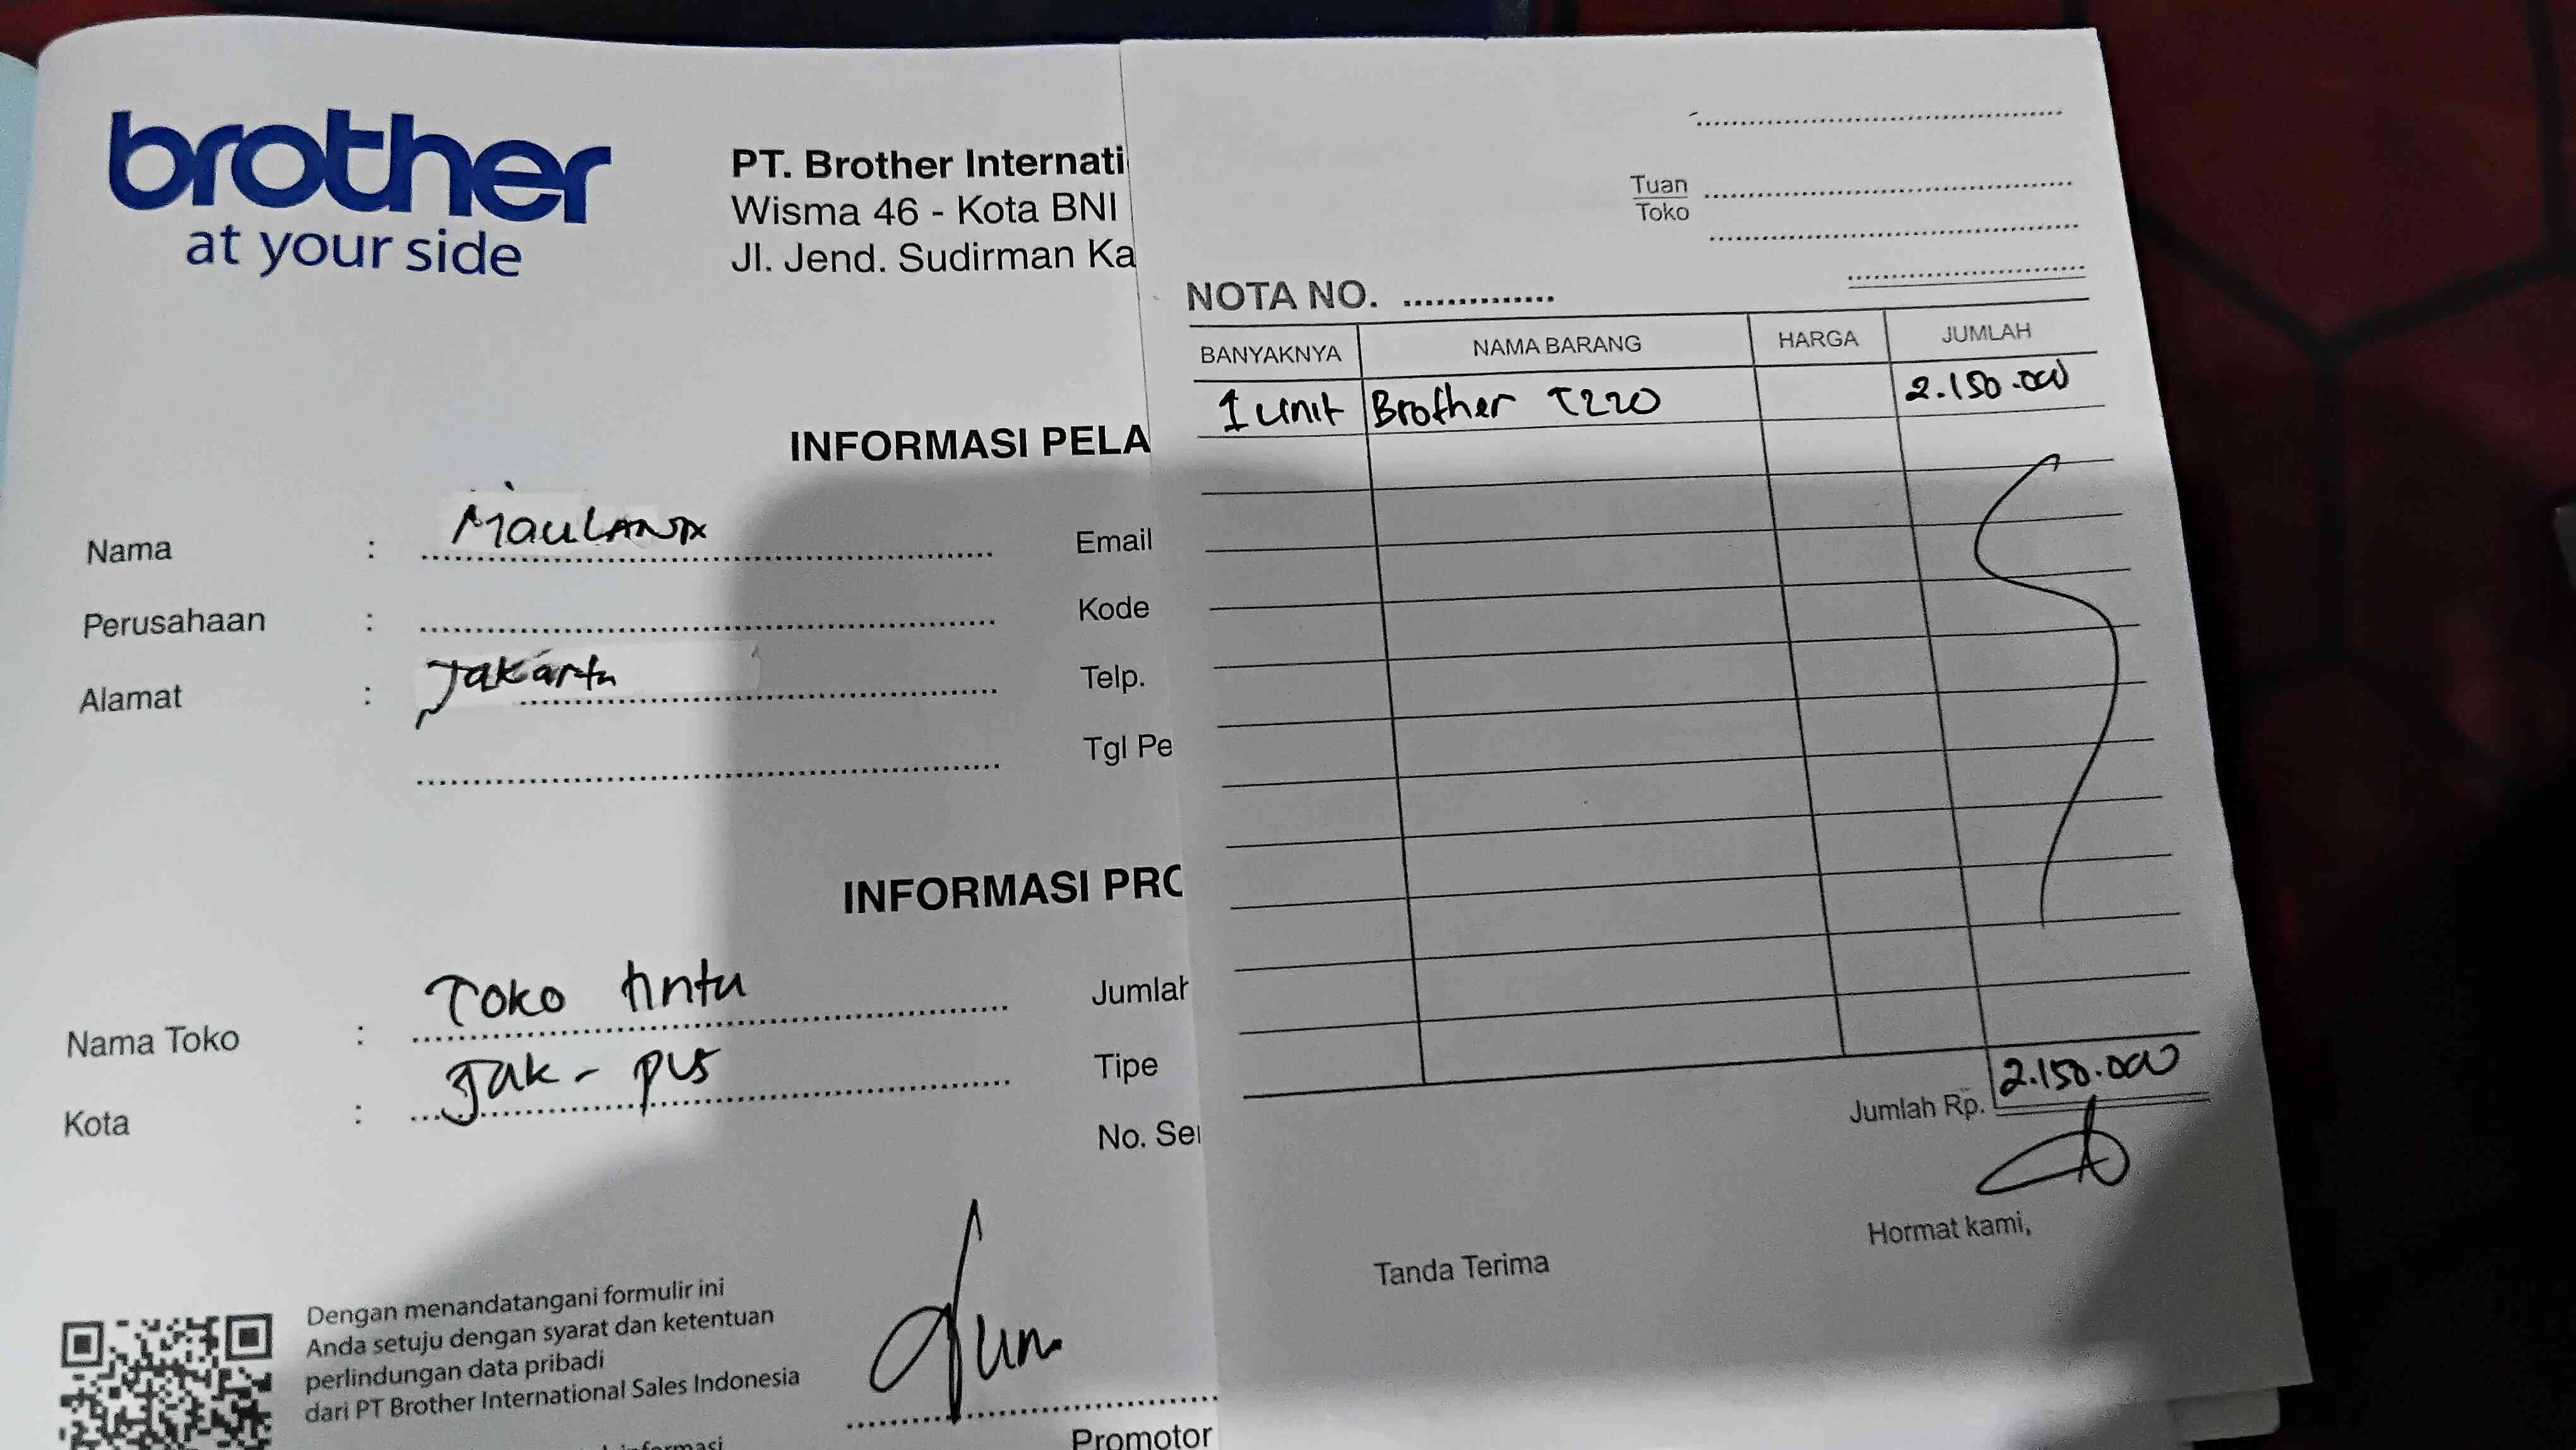 brother
at your side
PT. Brother Internati
Wisma 46 - Kota BNI
Jl. Jend. Sudirman Ka
INFORMASI PELA
Nama : Maulana
Email
Perusahaan :
Kode
Alamat : Jakarta
Telp.
Tgl Pe
INFORMASI PRO
Nama Toko : Toko tinta
Jumlah
Kota : Jak - pus
Tipe
No. Ser
Dengan menandatangani formulir ini
Anda setuju dengan syarat dan ketentuan
perlindungan data pribadi
dari PT Brother International Sales Indonesia
Promotor
Tuan
Toko
NOTA NO.
BANYAKNYA NAMA BARANG HARGA JUMLAH
1 unit Brother T220 2.150.000
Jumlah Rp. 2.150.000
Tanda Terima
Hormat kami,